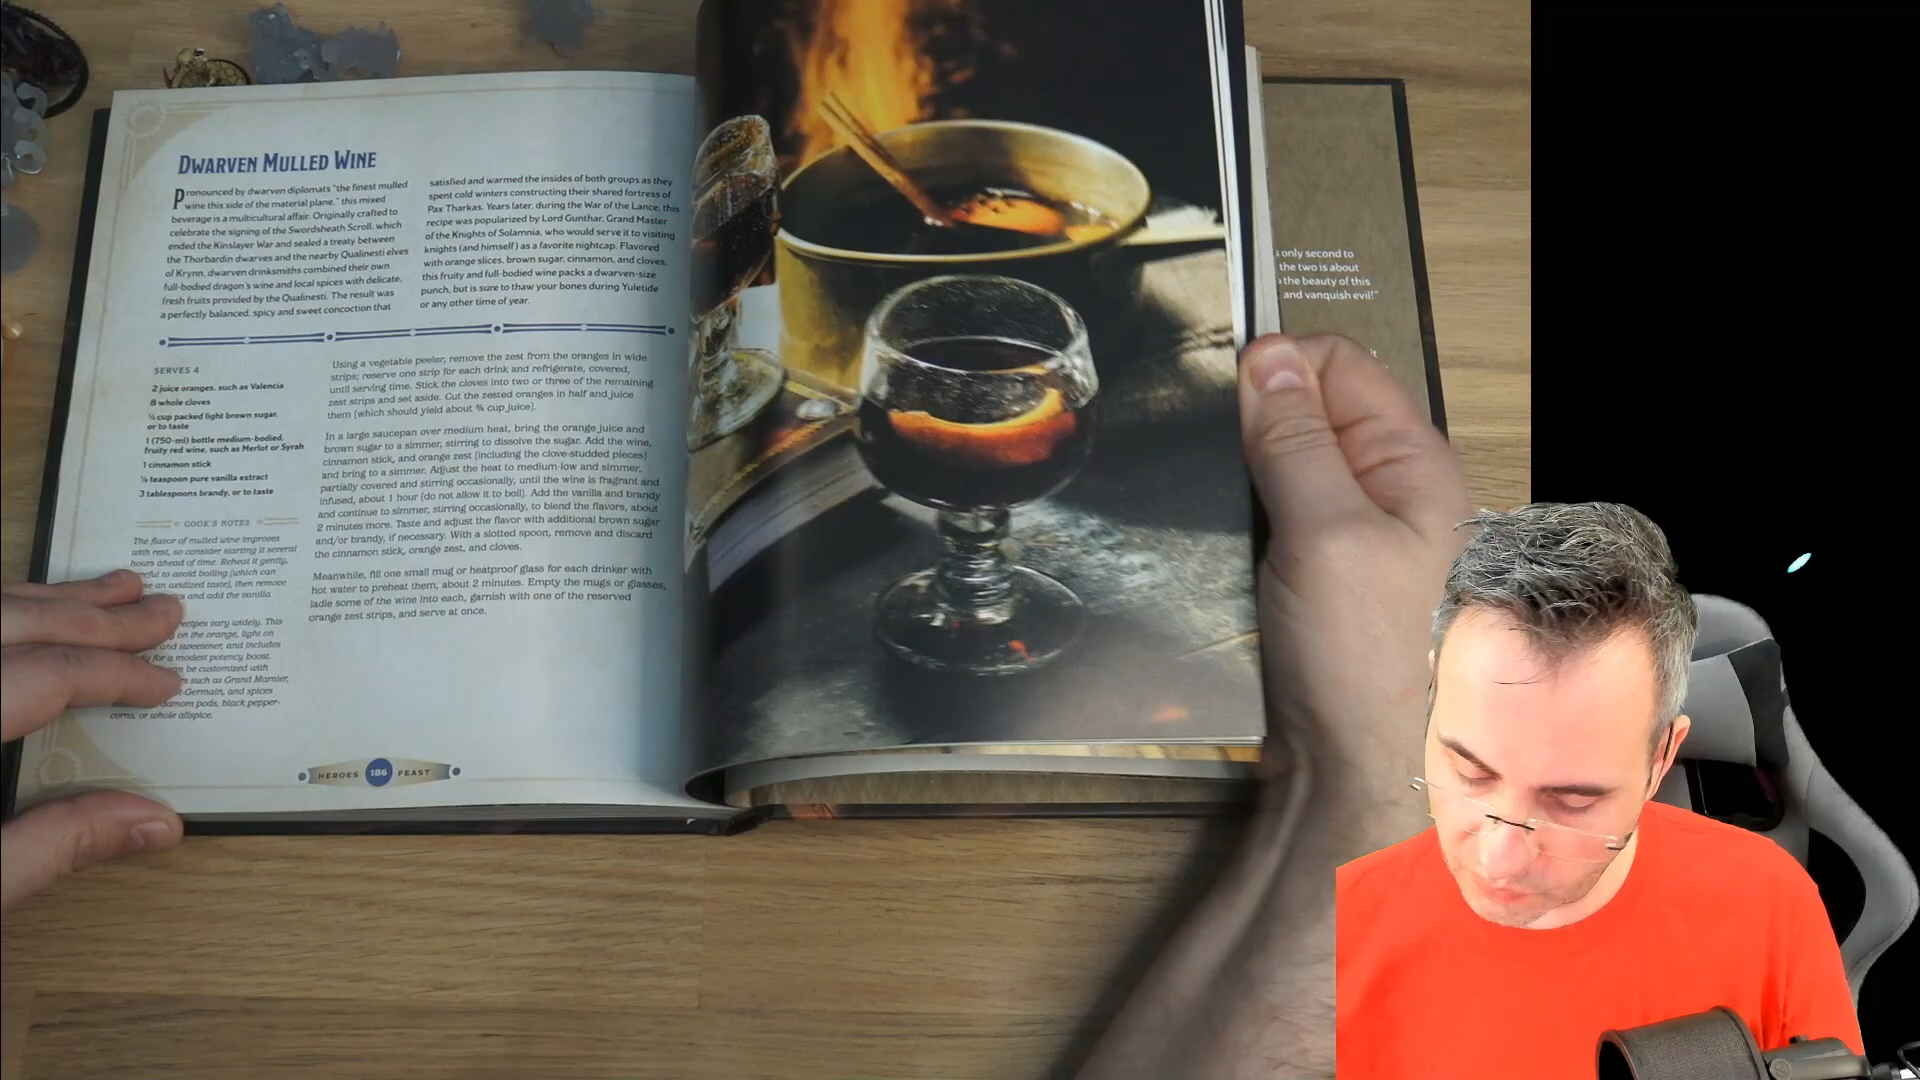 DWARVEN MULLED WINE
Pronounced by dwarven diplomats "the finest mulled
wine this side of the material plane," this mixed
beverage is a multicultural affair. Originally crafted to
celebrate the signing of the Swordsheath Scroll, which
ended the Kinslayer War and sealed a treaty between
the Thorbardin dwarves and the nearby Qualinesti elves
of Krynn, dwarven drinksmiths combined their own
full-bodied dragon's wine and local spices with delicate,
fresh fruits provided by the Qualinesti. The result was
a perfectly balanced, spicy and sweet concoction that
satisfied and warmed the insides of both groups as they
spent cold winters constructing their shared fortress of
Pax Tharkas. Years later, during the War of the Lance, this
recipe was popularized by Lord Gunthar, Grand Master
of the Knights of Solamnia, who would serve it to visiting
knights (and himself) as a favorite nightcap. Flavored
with orange slices, brown sugar, cinnamon, and cloves,
this fruity and full-bodied wine packs a dwarven-size
punch, but is sure to thaw your bones during Yuletide
or any other time of year.
SERVES 4
2 juice oranges, such as Valencia
8 whole cloves
cup packed light brown sugar,
or to taste
1 (750-ml) bottle medium-bodied,
fruity red wine, such as Merlot or Syrah
1 cinnamon stick
teaspoon pure vanilla extract
3 tablespoons brandy, or to taste
COOK'S NOTES
The flavor of mulled wine improves
with rest, so consider starting it several
hours ahead of time. Reheat it gently,
to avoid boiling (which can
an oxidized taste), then remove
and add the vanilla
recipes vary widely. This
on the orange, light on
and sweetener, and includes
for a modest potency boost.
be customized with
such as Grand Marnier,
-Germain, and spices
pods, black pepper-
corns, or whole allspice.
Using a vegetable peeler, remove the zest from the oranges in wide
strips; reserve one strip for each drink and refrigerate, covered,
until serving time. Stick the cloves into two or three of the remaining
zest strips and set aside. Cut the zested oranges in half and juice
them (which should yield about ¾ cup juice).
In a large saucepan over medium heat, bring the orange juice and
brown sugar to a simmer, stirring to dissolve the sugar. Add the wine,
cinnamon stick, and orange zest (including the clove-studded pieces)
and bring to a simmer. Adjust the heat to medium-low and simmer,
partially covered and stirring occasionally, until the wine is fragrant and
infused, about 1 hour (do not allow it to boil). Add the vanilla and brandy
and continue to simmer, stirring occasionally, to blend the flavors, about
2 minutes more. Taste and adjust the flavor with additional brown sugar
and/or brandy, if necessary. With a slotted spoon, remove and discard
the cinnamon stick, orange zest, and cloves.
Meanwhile, fill one small mug or heatproof glass for each drinker with
hot water to preheat them, about 2 minutes. Empty the mugs or glasses,
ladle some of the wine into each, garnish with one of the reserved
orange zest strips, and serve at once.
HEROES 186 FEAST
only second to
the two is about
the beauty of this
and vanquish evil!"